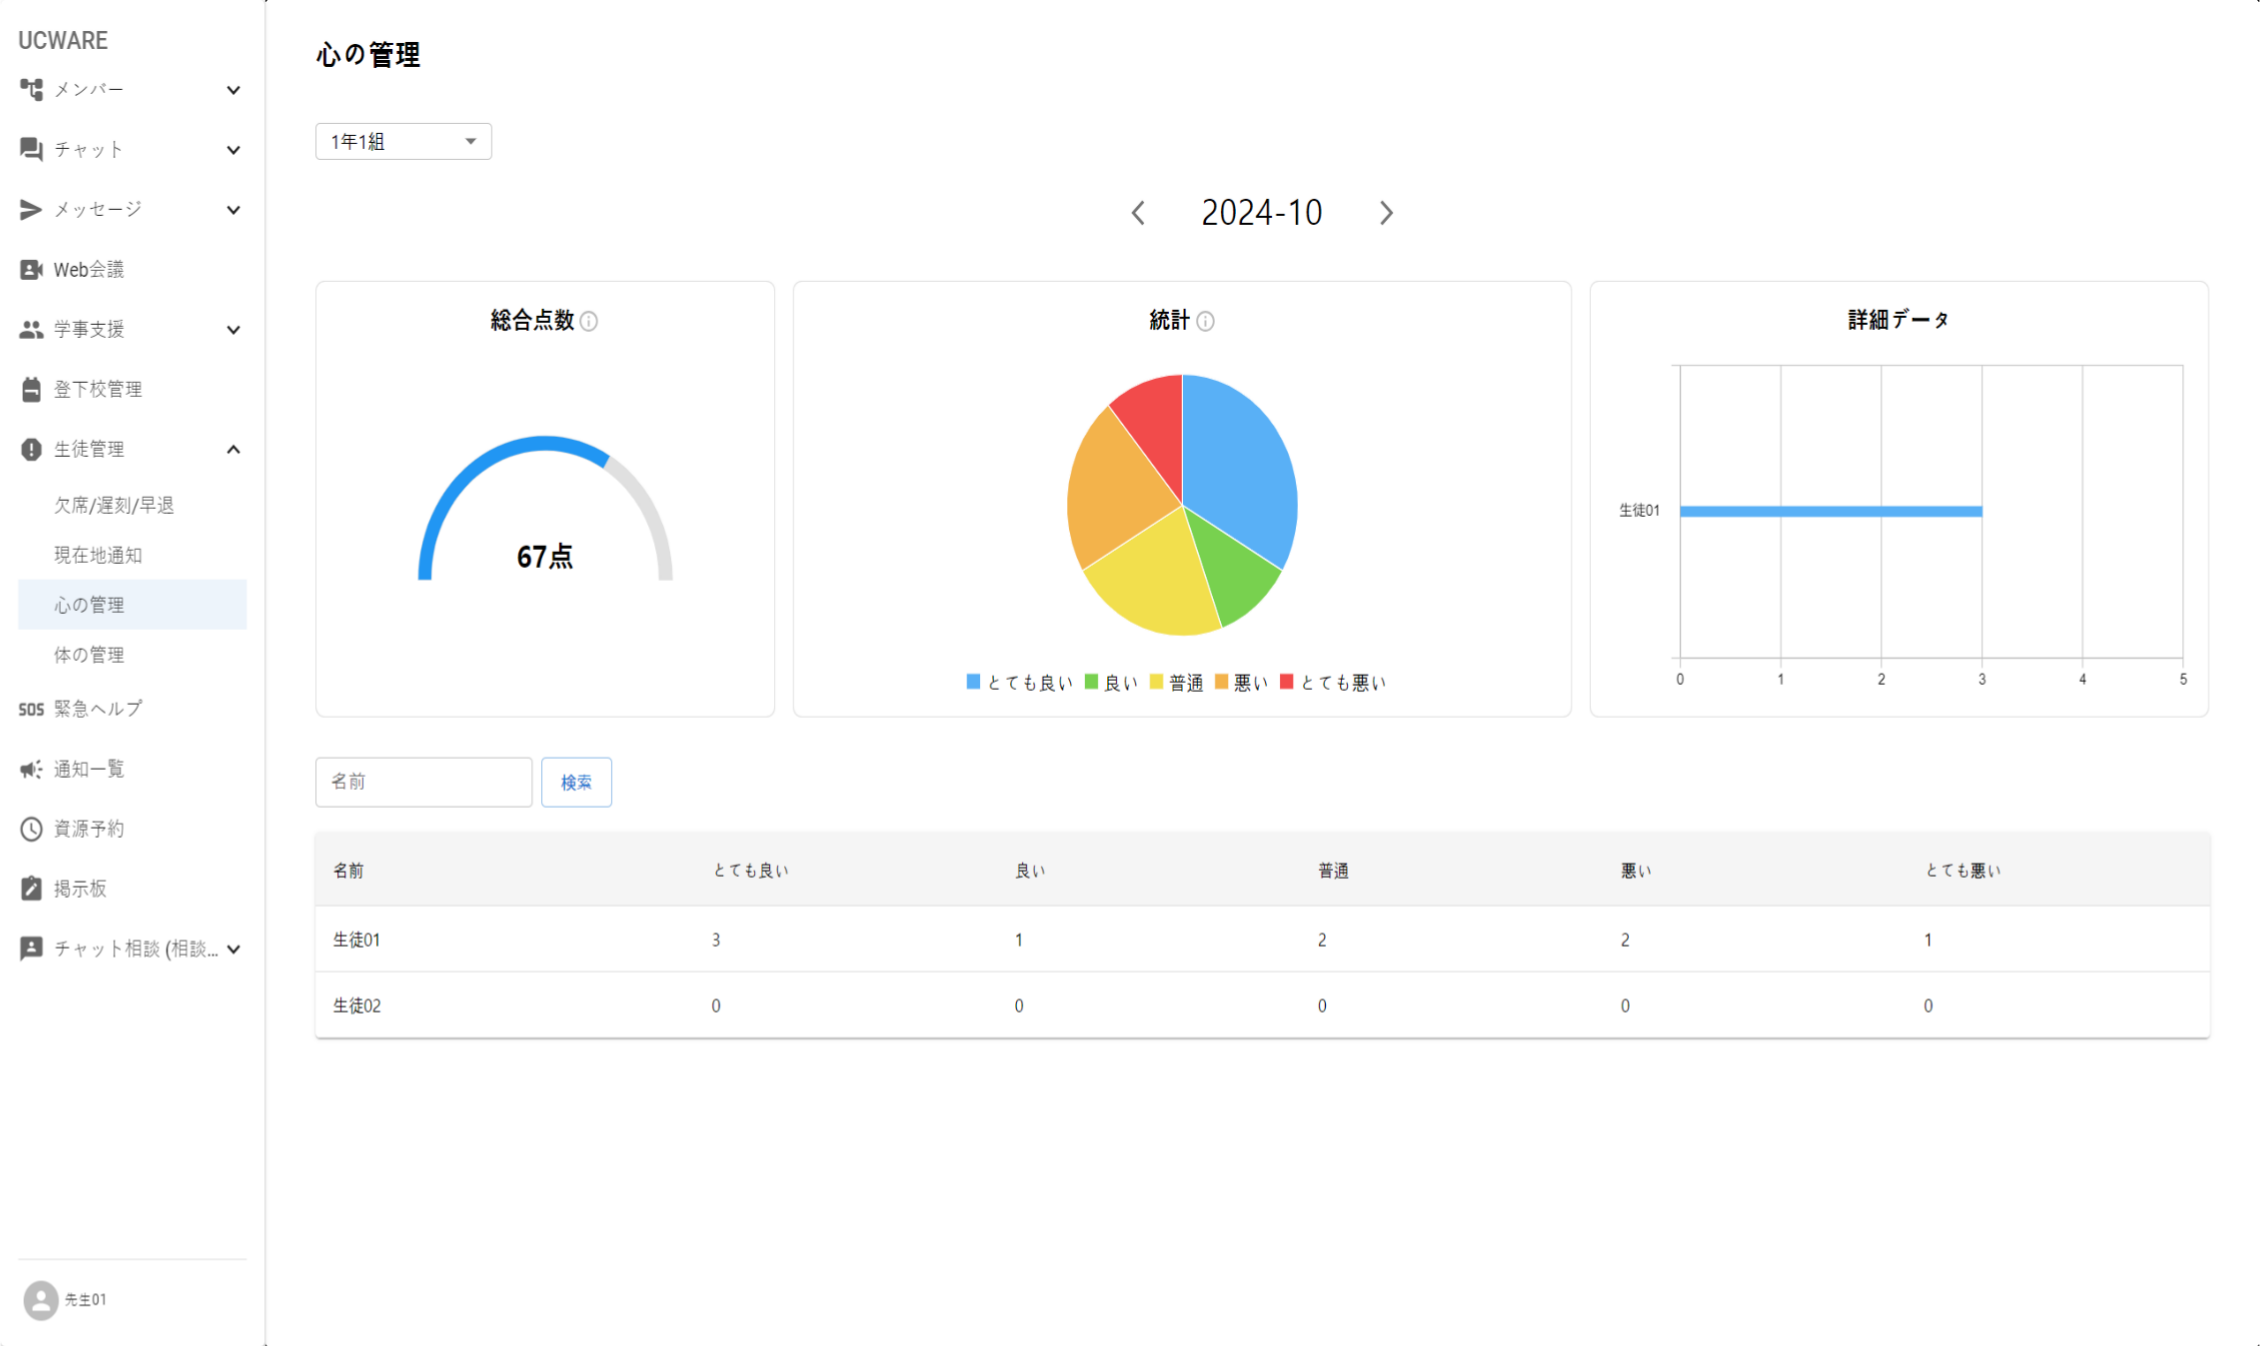 UCWARE
メンバー
チャット
メッセージ
Web会議
学事支援
登下校管理
生徒管理
欠席/遅刻/早退
現在地通知
心の管理
体の管理
SOS 緊急ヘルプ
通知一覧
資源予約
掲示板
チャット相談 (相談...
先生01
心の管理
1年1組
2024-10
総合点数
67点
統計
とても良い 良い 普通 悪い とても悪い
詳細データ
生徒01
0 1 2 3 4 5
名前 検索
名前 とても良い 良い 普通 悪い とても悪い
生徒01 3 1 2 2 1
生徒02 0 0 0 0 0